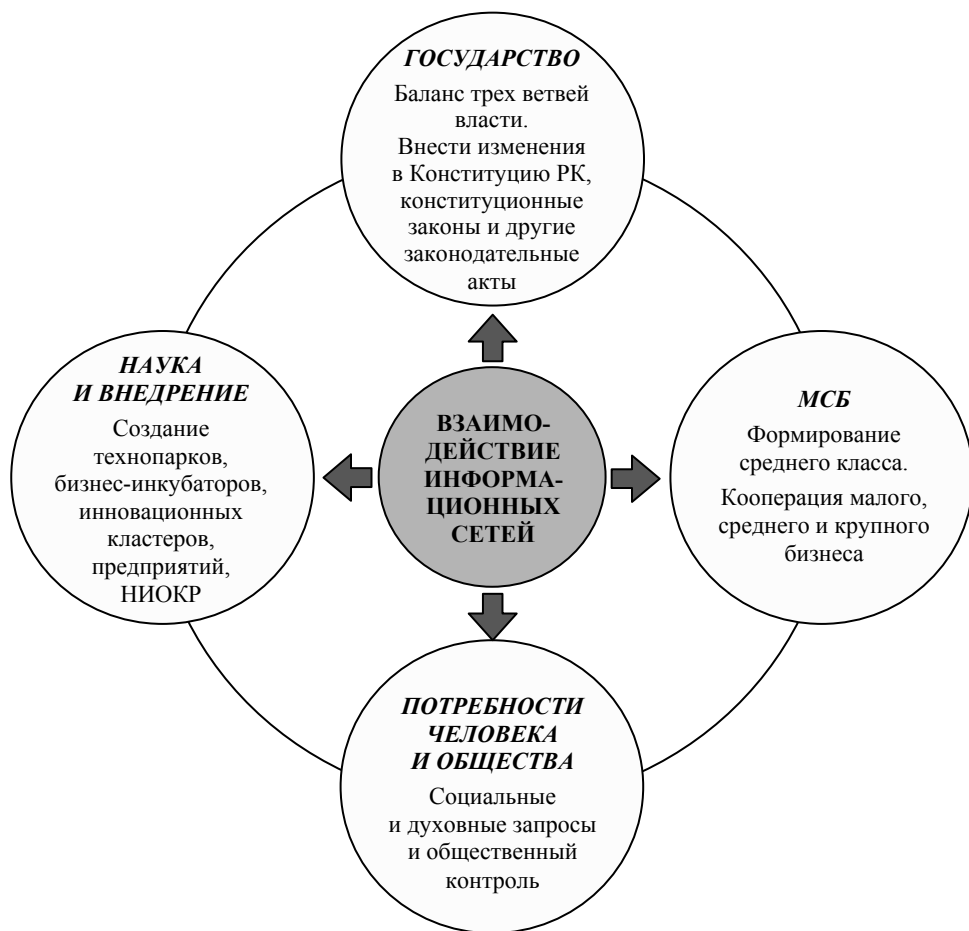 ГОСУДАРСТВО
Баланс трех ветвей
власти.
Внести изменения
в Конституцию РК,
конституционные
законы и другие
законодательные
акты
НАУКА
И ВНЕДРЕНИЕ
Создание
технопарков,
бизнес-инкубаторов,
инновационных
кластеров,
предприятий,
НИОКР
ВЗАИМО-
ДЕЙСТВИЕ
ИНФОРМА-
ЦИОННЫХ
СЕТЕЙ
МСБ
Формирование
среднего класса.
Кооперация малого,
среднего и крупного
бизнеса
ПОТРЕБНОСТИ
ЧЕЛОВЕКА
И ОБЩЕСТВА
Социальные
и духовные запросы
и общественный
контроль